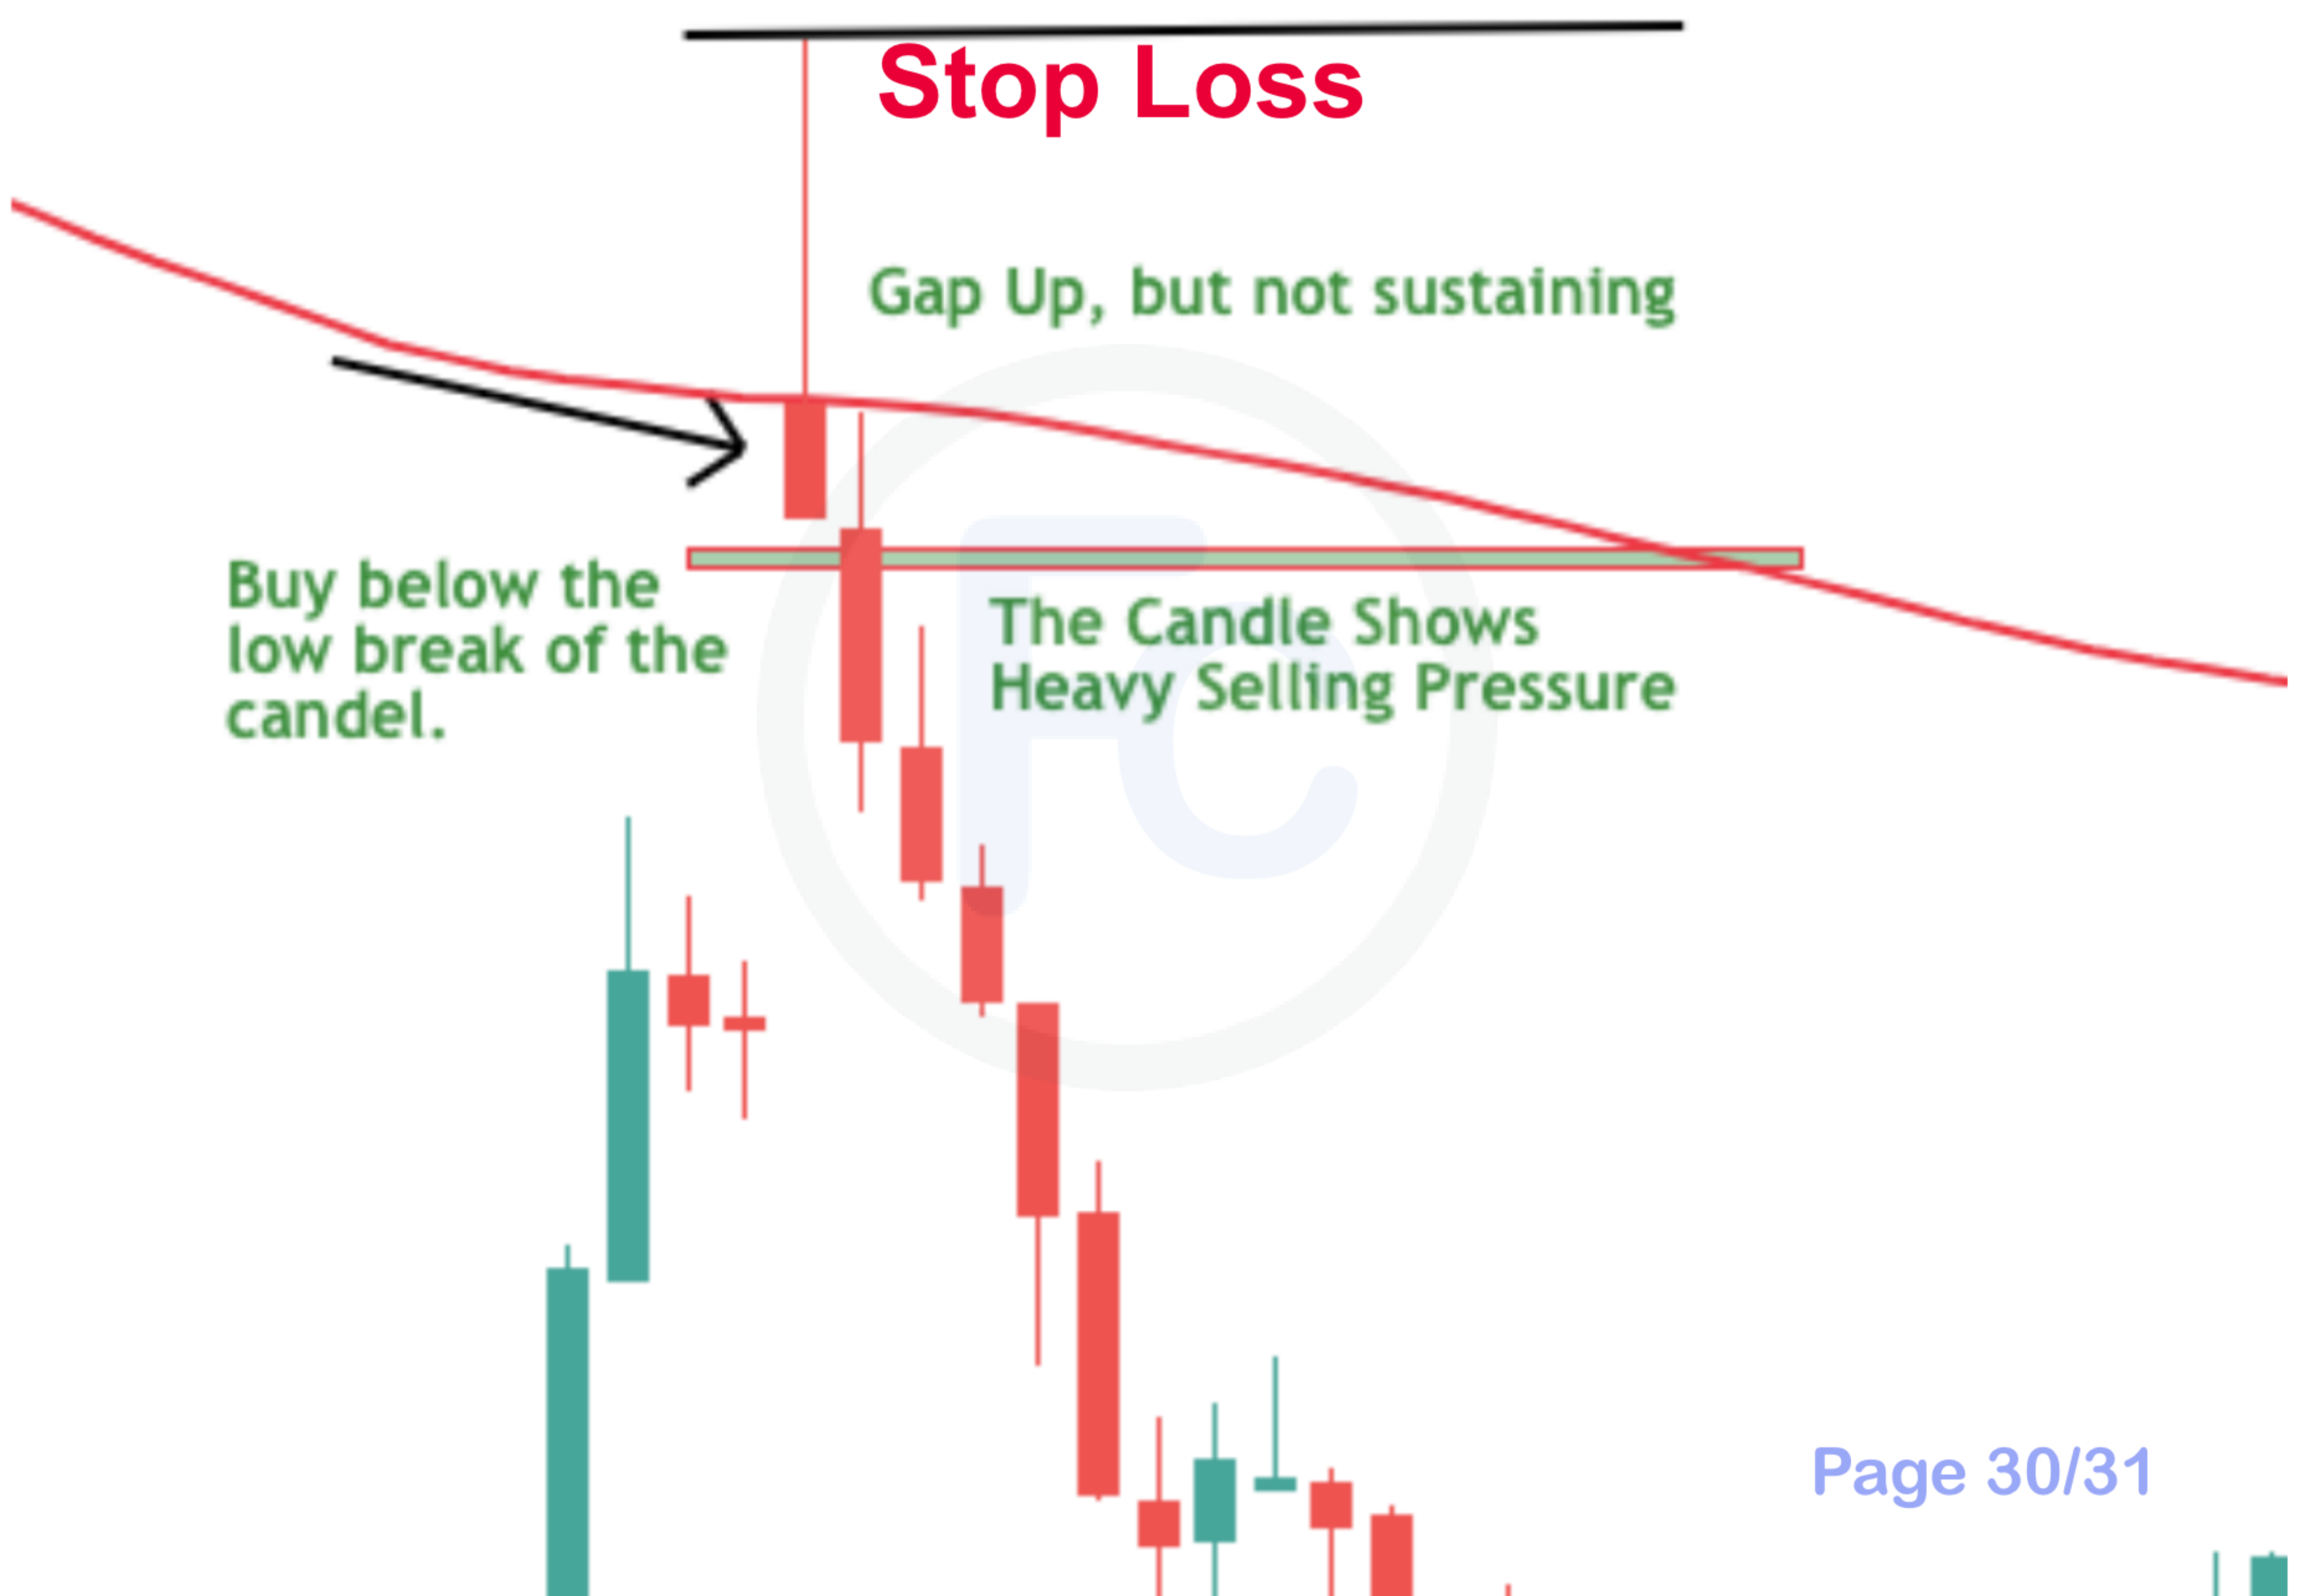 Stop Loss
Gap Up, but not sustaining
Buy below the
low break of the
candel.
The Candle Shows
Heavy Selling Pressure
FC
Page 30/31